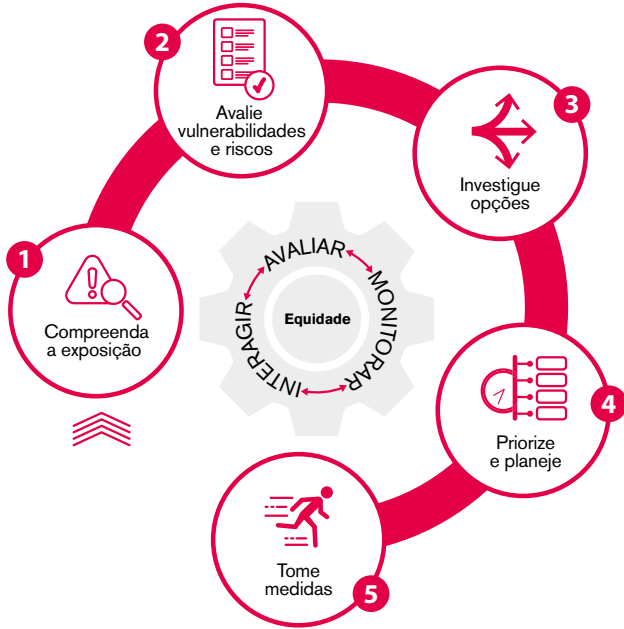 1
Compreenda
a exposição
2
Avalie
vulnerabilidades
e riscos
3
Investigue
opções
4
Priorize
e planeje
5
Tome
medidas
AVALIAR
MONITORAR
INTERAGIR
Equidade